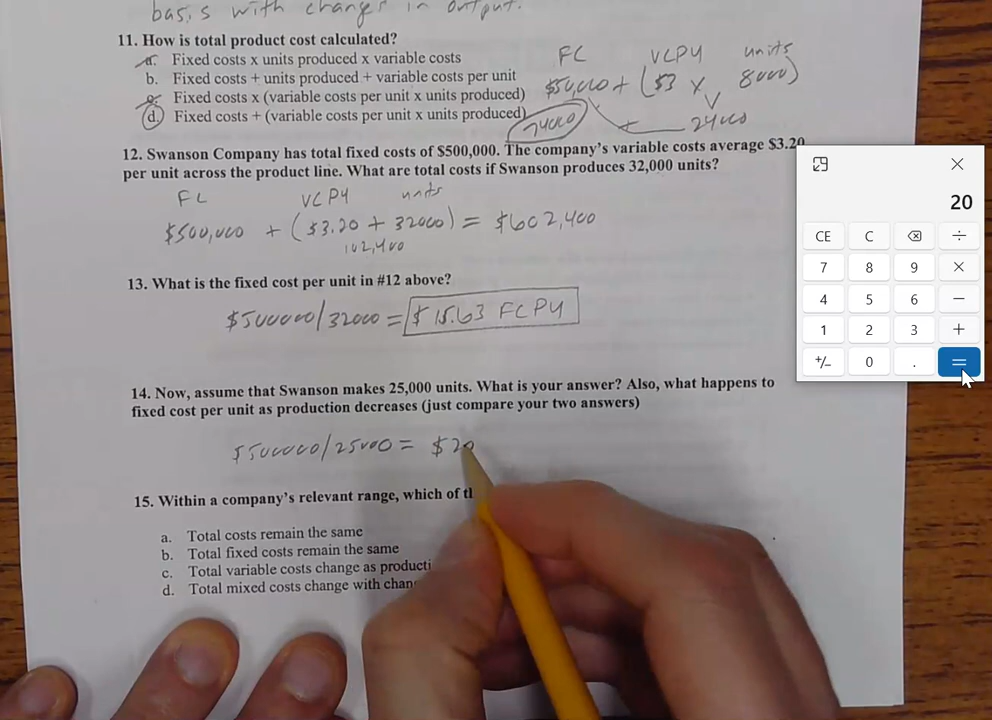 basis with changes in output.
11. How is total product cost calculated?
a. Fixed costs x units produced x variable costs
b. Fixed costs + units produced + variable costs per unit
c. Fixed costs x (variable costs per unit x units produced)
d. Fixed costs + (variable costs per unit x units produced)
FC VCPU units
$50,000 + ($3 x 8000)
74000 + 24000
12. Swanson Company has total fixed costs of $500,000. The company's variable costs average $3.20
per unit across the product line. What are total costs if Swanson produces 32,000 units?
FC VCPU units
$500,000 + ($3.20 + 32000) = $602,400
102,400
13. What is the fixed cost per unit in #12 above?
$500000/32000 = $15.63 FCPU
14. Now, assume that Swanson makes 25,000 units. What is your answer? Also, what happens to
fixed cost per unit as production decreases (just compare your two answers)
$500000/25000 = $20
15. Within a company's relevant range, which of
a. Total costs remain the same
b. Total fixed costs remain the same
c. Total variable costs change as
d. Total mixed costs change with
20
CE C ÷
7 8 9 ×
4 5 6 −
1 2 3 +
+/− 0 . =